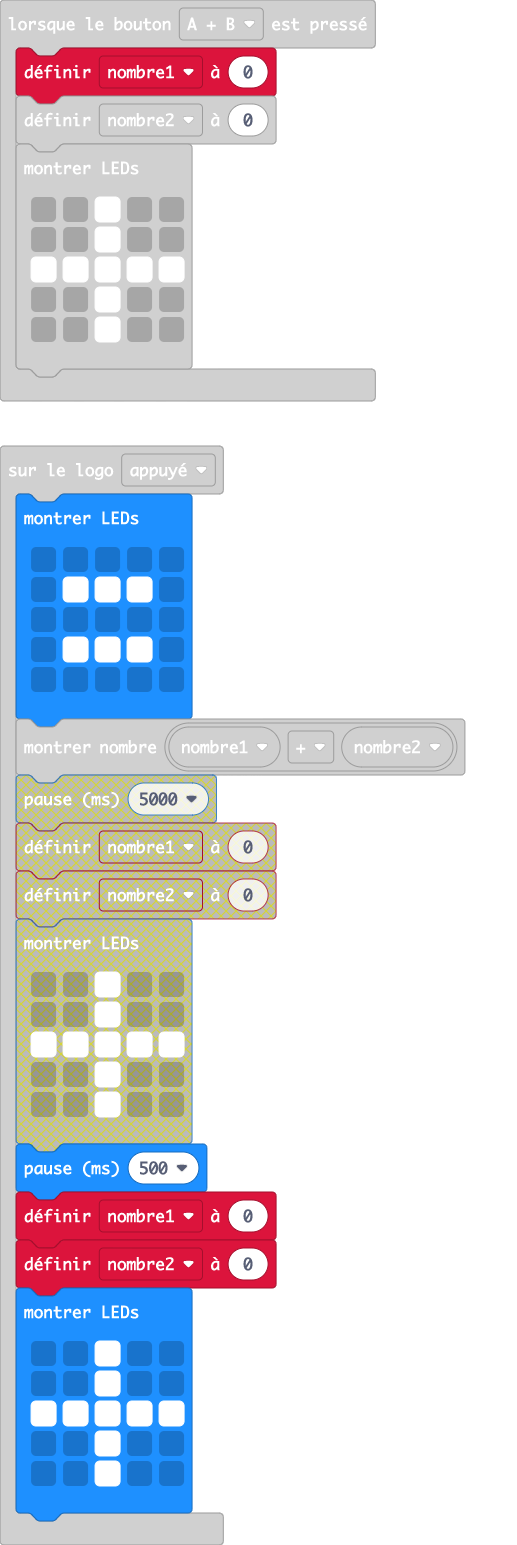 lorsque le bouton A + B est pressé
définir nombre1 à 0
définir nombre2 à 0
montrer LEDs
sur le logo appuyé
montrer LEDs
montrer nombre nombre1 + nombre2
pause (ms) 5000
définir nombre1 à 0
définir nombre2 à 0
montrer LEDs
pause (ms) 500
définir nombre1 à 0
définir nombre2 à 0
montrer LEDs